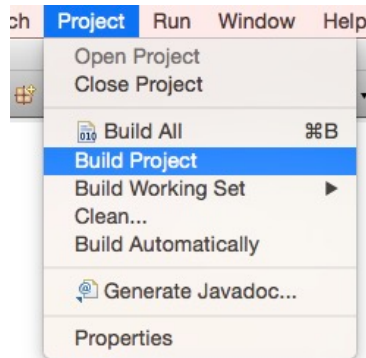 ch Project Run Window Help
Open Project
Close Project
010 Build All ⌘B
Build Project
Build Working Set ▶
Clean...
Build Automatically
@ Generate Javadoc...
Properties